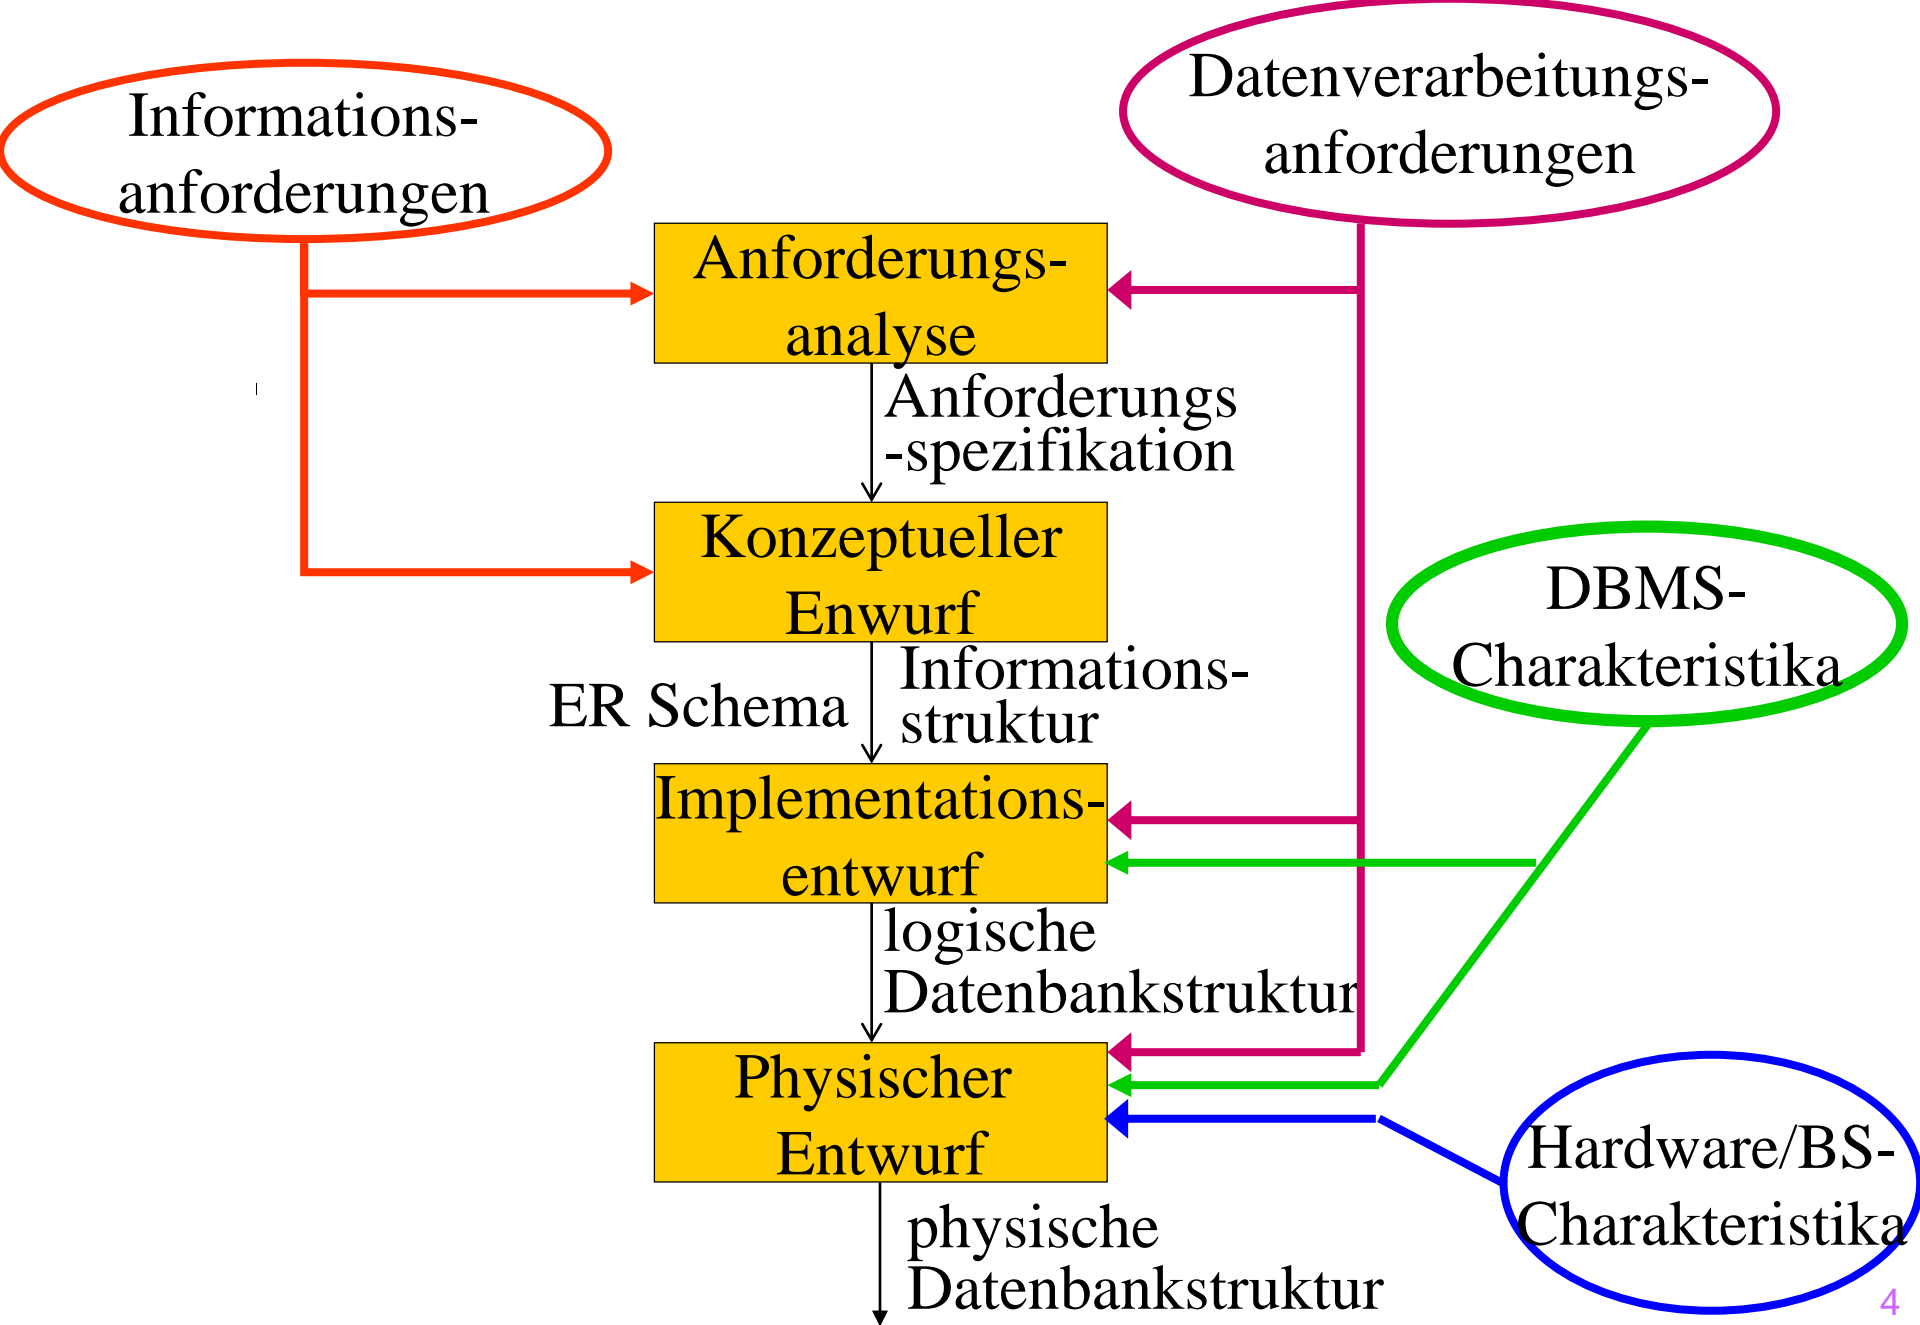 Informations-
anforderungen
Datenverarbeitungs-
anforderungen
Anforderungs-
analyse
Anforderungs
-spezifikation
Konzeptueller
Enwurf
DBMS-
Charakteristika
ER Schema
Informations-
struktur
Implementations-
entwurf
logische
Datenbankstruktur
Physischer
Entwurf
Hardware/BS-
Charakteristika
physische
Datenbankstruktur
4